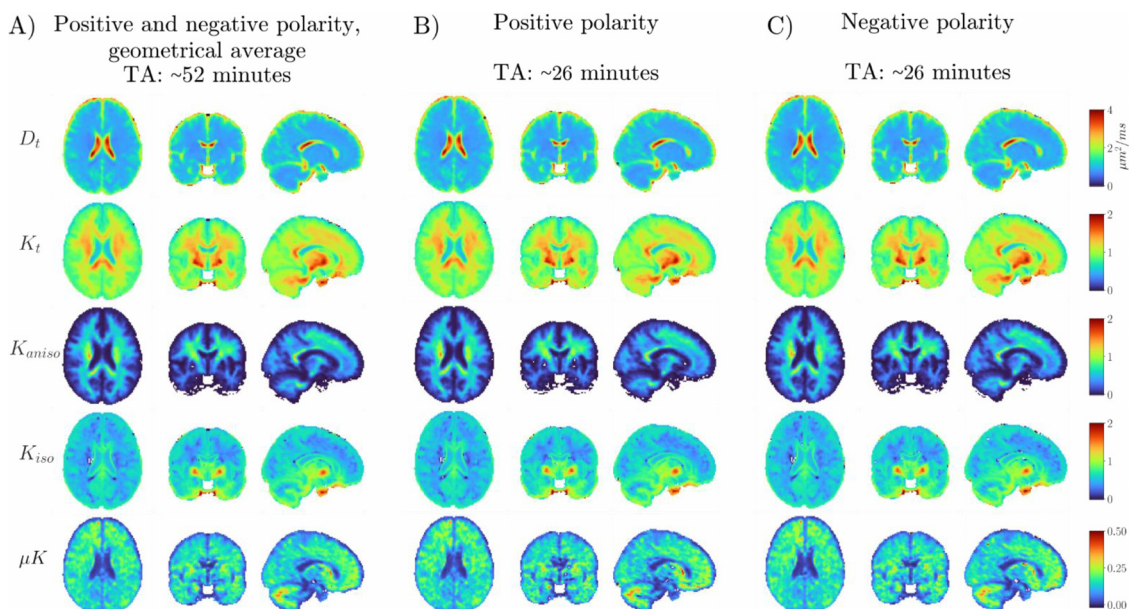 A) Positive and negative polarity,
geometrical average
TA: ~52 minutes
B) Positive polarity
TA: ~26 minutes
C) Negative polarity
TA: ~26 minutes
D_t
4
2
0
μm²/ms
K_t
2
1
0
K_aniso
2
1
0
K_iso
2
1
0
μK
0.50
0.25
0.00